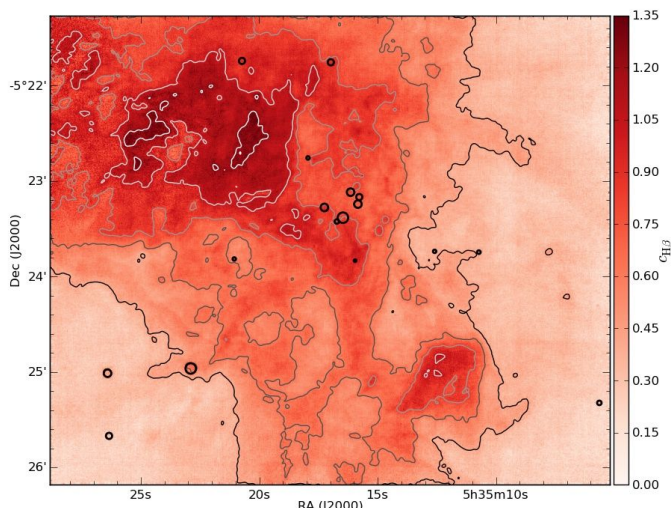 1.35
1.20
1.05
0.90
0.75
0.60
0.45
0.30
0.15
0.00
cHβ
-5°22'
23'
24'
25'
26'
Dec (J2000)
25s
20s
15s
5h35m10s
RA (J2000)